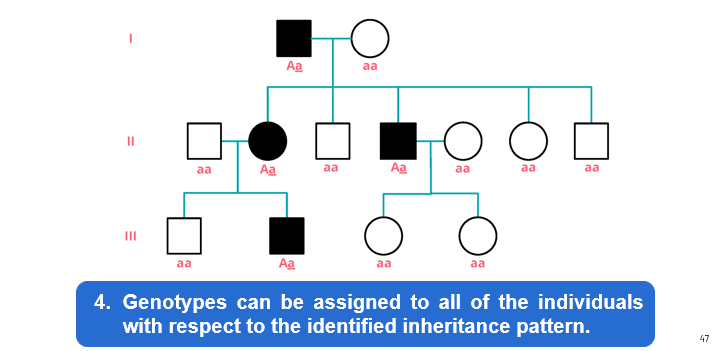 I
Aa aa
II
aa Aa aa Aa aa aa aa
III
aa Aa aa aa
4. Genotypes can be assigned to all of the individuals
with respect to the identified inheritance pattern.
47